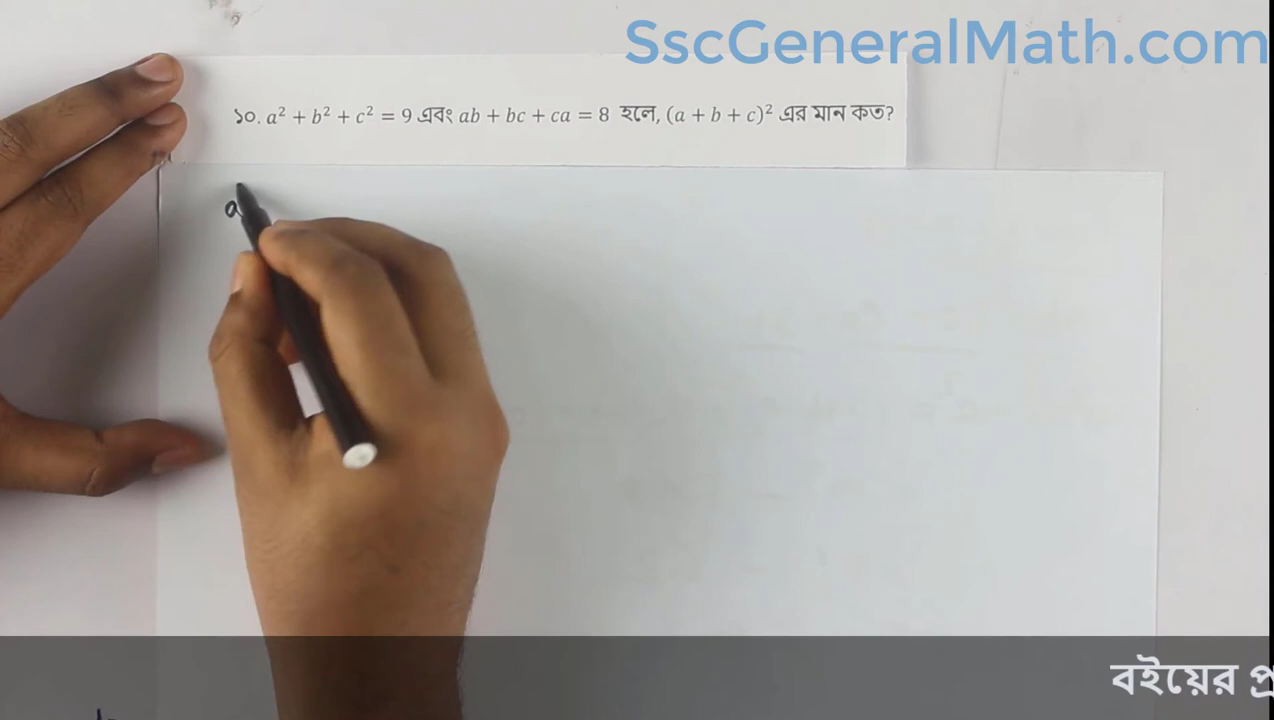 SscGeneralMath.com
১০. a² + b² + c² = 9 এবং ab + bc + ca = 8 হলে, (a + b + c)² এর মান কত?
a
বইয়ের